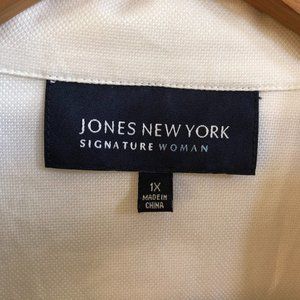 JONES NEW YORK
SIGNATURE WOMAN
1X
MADE IN
CHINA